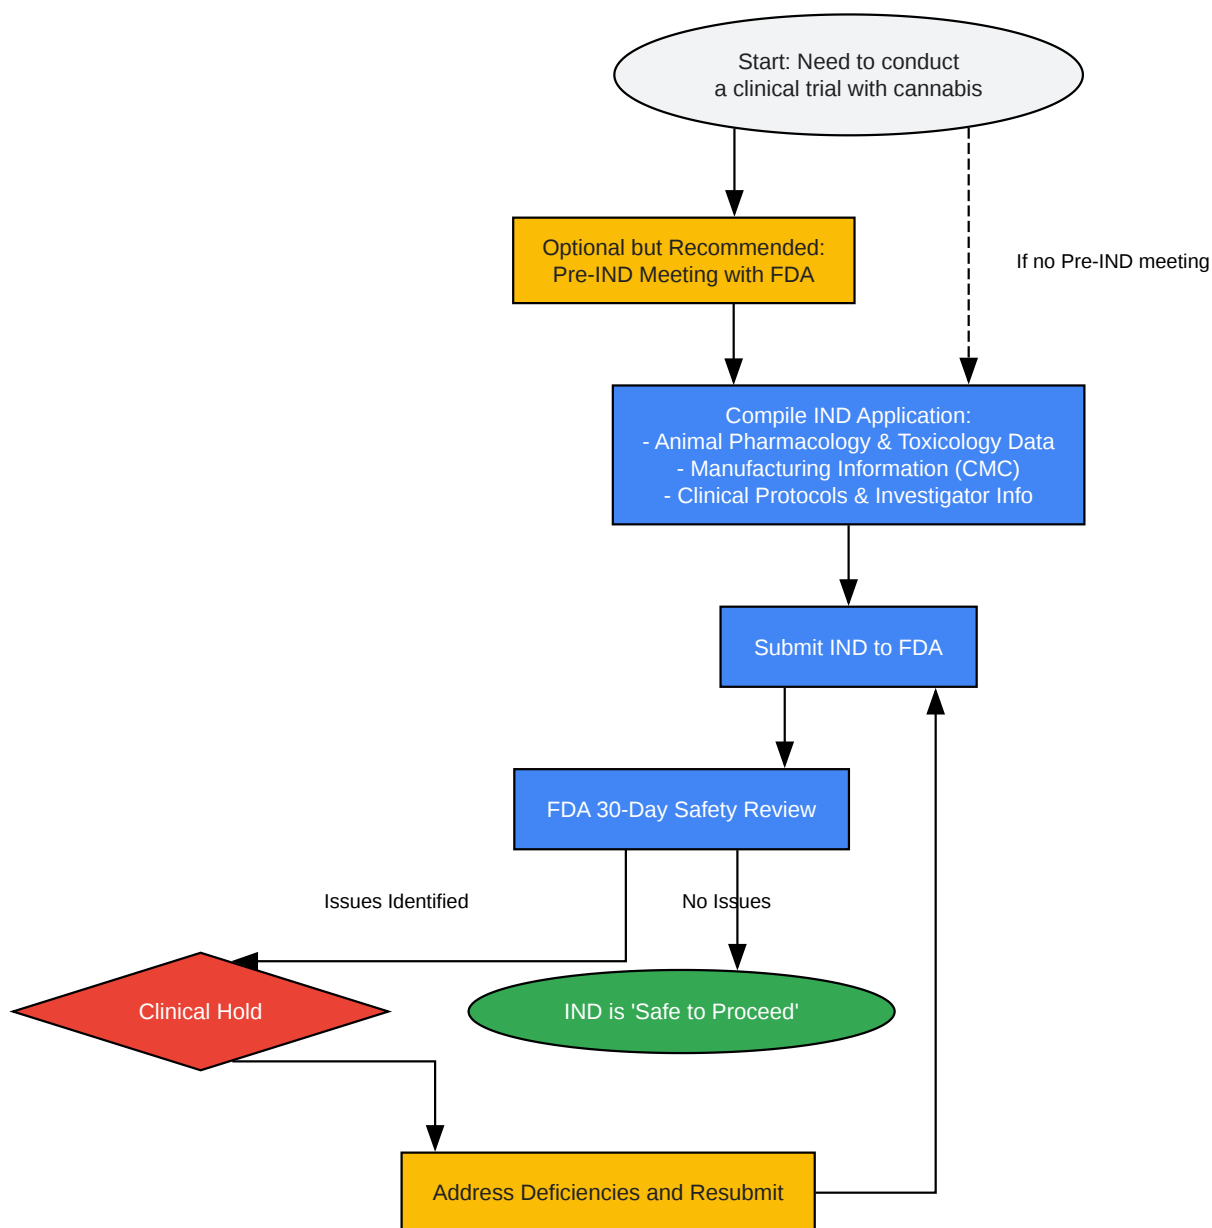 Start: Need to conduct
a clinical trial with cannabis
Optional but Recommended:
Pre-IND Meeting with FDA
If no Pre-IND meeting
Compile IND Application:
- Animal Pharmacology & Toxicology Data
- Manufacturing Information (CMC)
- Clinical Protocols & Investigator Info
Submit IND to FDA
FDA 30-Day Safety Review
Issues Identified
No Issues
Clinical Hold
IND is 'Safe to Proceed'
Address Deficiencies and Resubmit